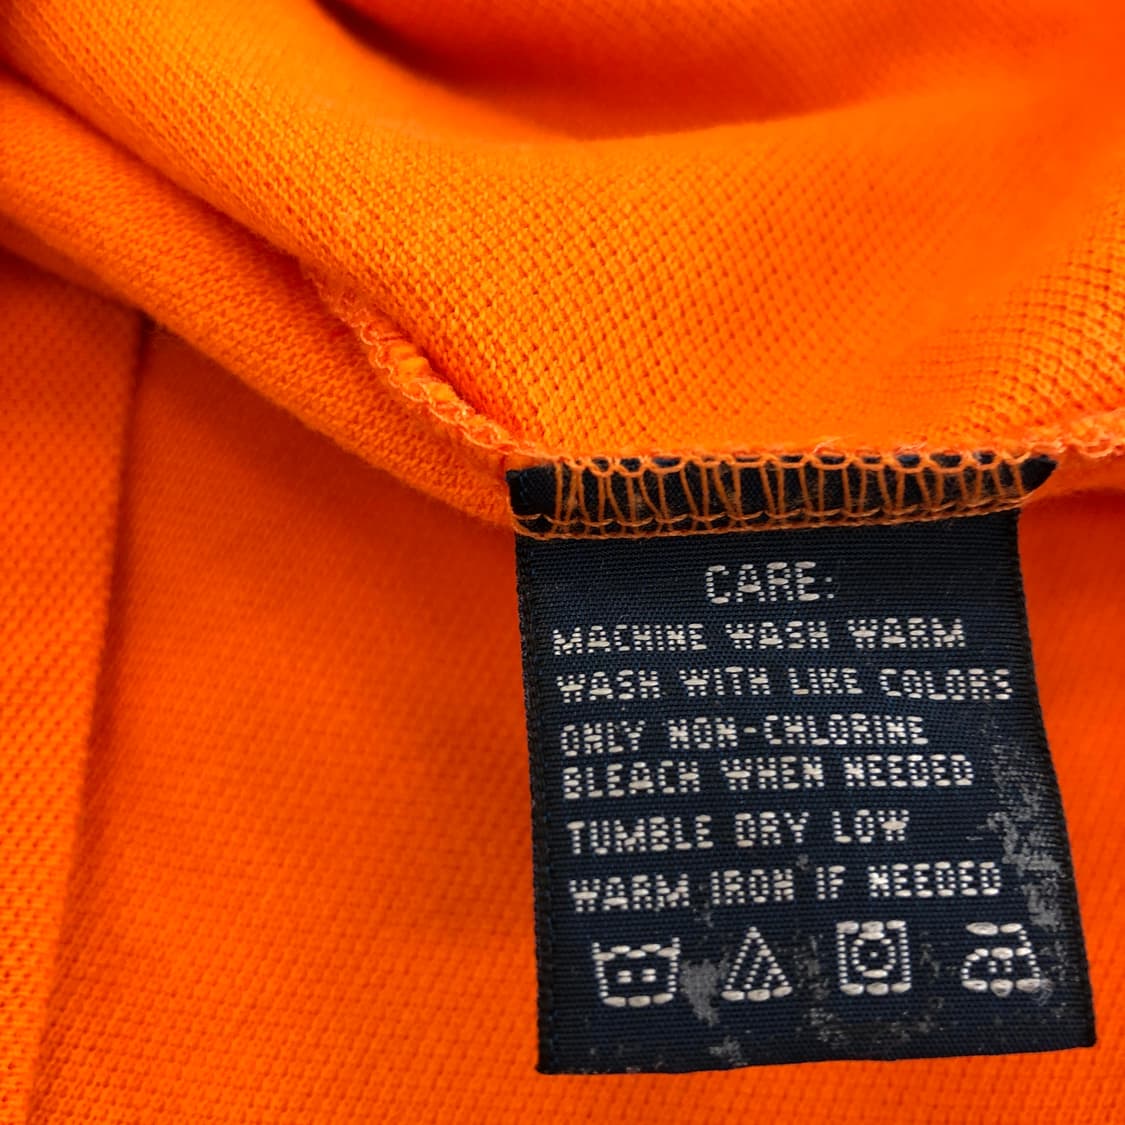 CARE:
MACHINE WASH WARM
WASH WITH LIKE COLORS
ONLY NON-CHLORINE
BLEACH WHEN NEEDED
TUMBLE DRY LOW
WARM IRON IF NEEDED